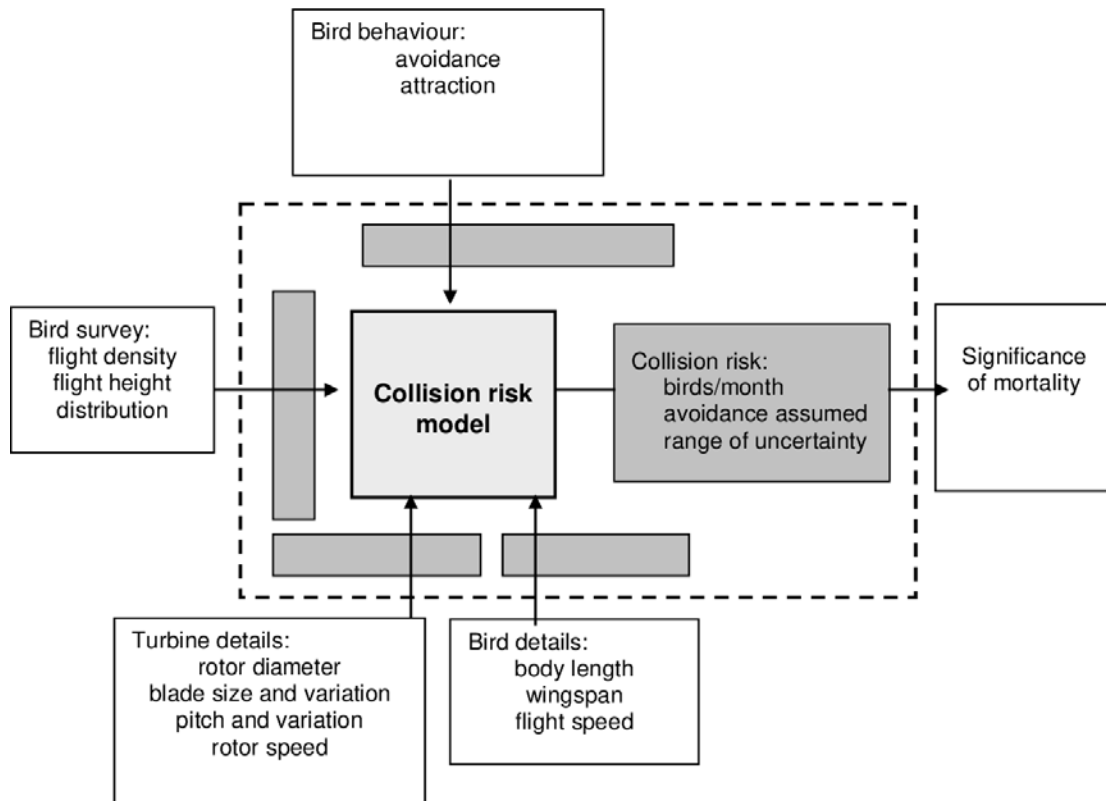 Bird behaviour:
avoidance
attraction
Bird survey:
flight density
flight height
distribution
Collision risk
model
Collision risk:
birds/month
avoidance assumed
range of uncertainty
Significance
of mortality
Turbine details:
rotor diameter
blade size and variation
pitch and variation
rotor speed
Bird details:
body length
wingspan
flight speed